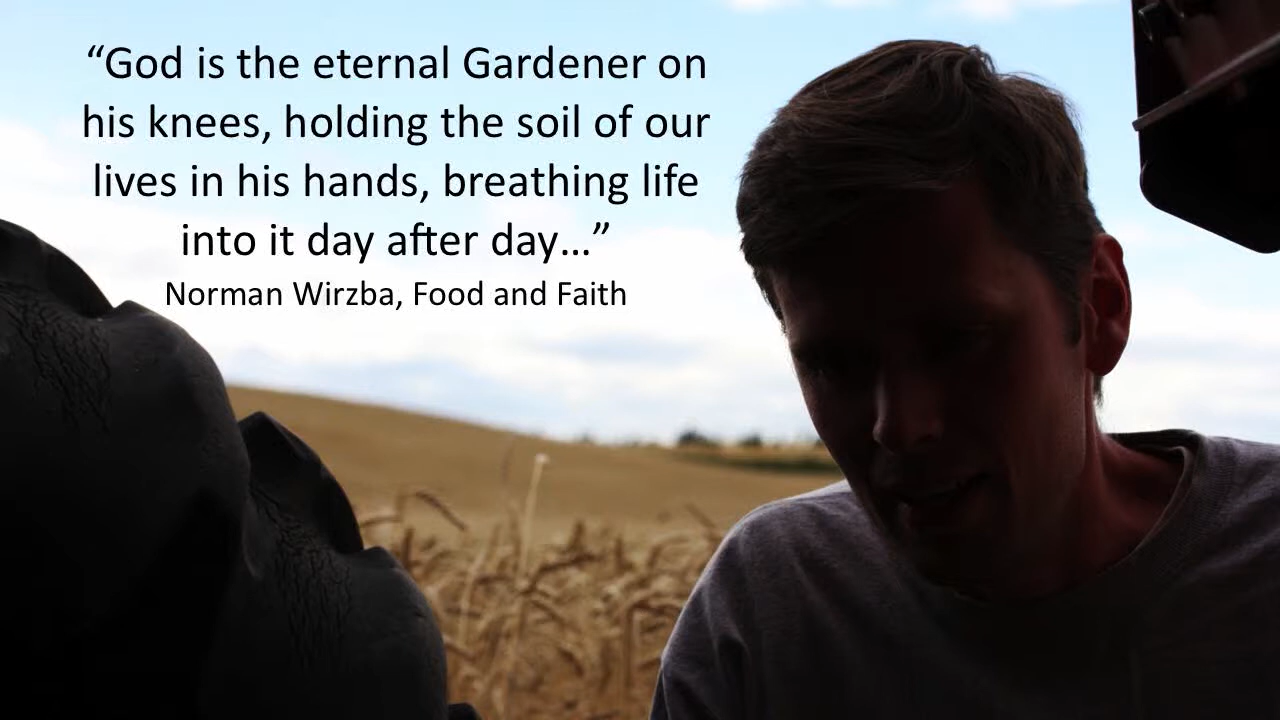 “God is the eternal Gardener on
his knees, holding the soil of our
lives in his hands, breathing life
into it day after day…”
Norman Wirzba, Food and Faith